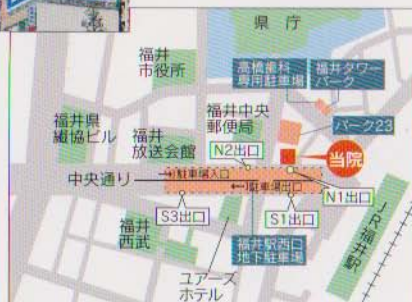 県庁
福井
市役所
高橋歯科
専用駐車場
福井タワー
パーク
福井県
繊協ビル
福井
放送会館
福井中央
郵便局
パーク23
N2出口
当院
中央通り
駐車場入口
駐車場出口
N1出口
S3出口
S1出口
福井
西武
福井駅西口
地下駐車場
ユアーズ
ホテル
JR福井駅